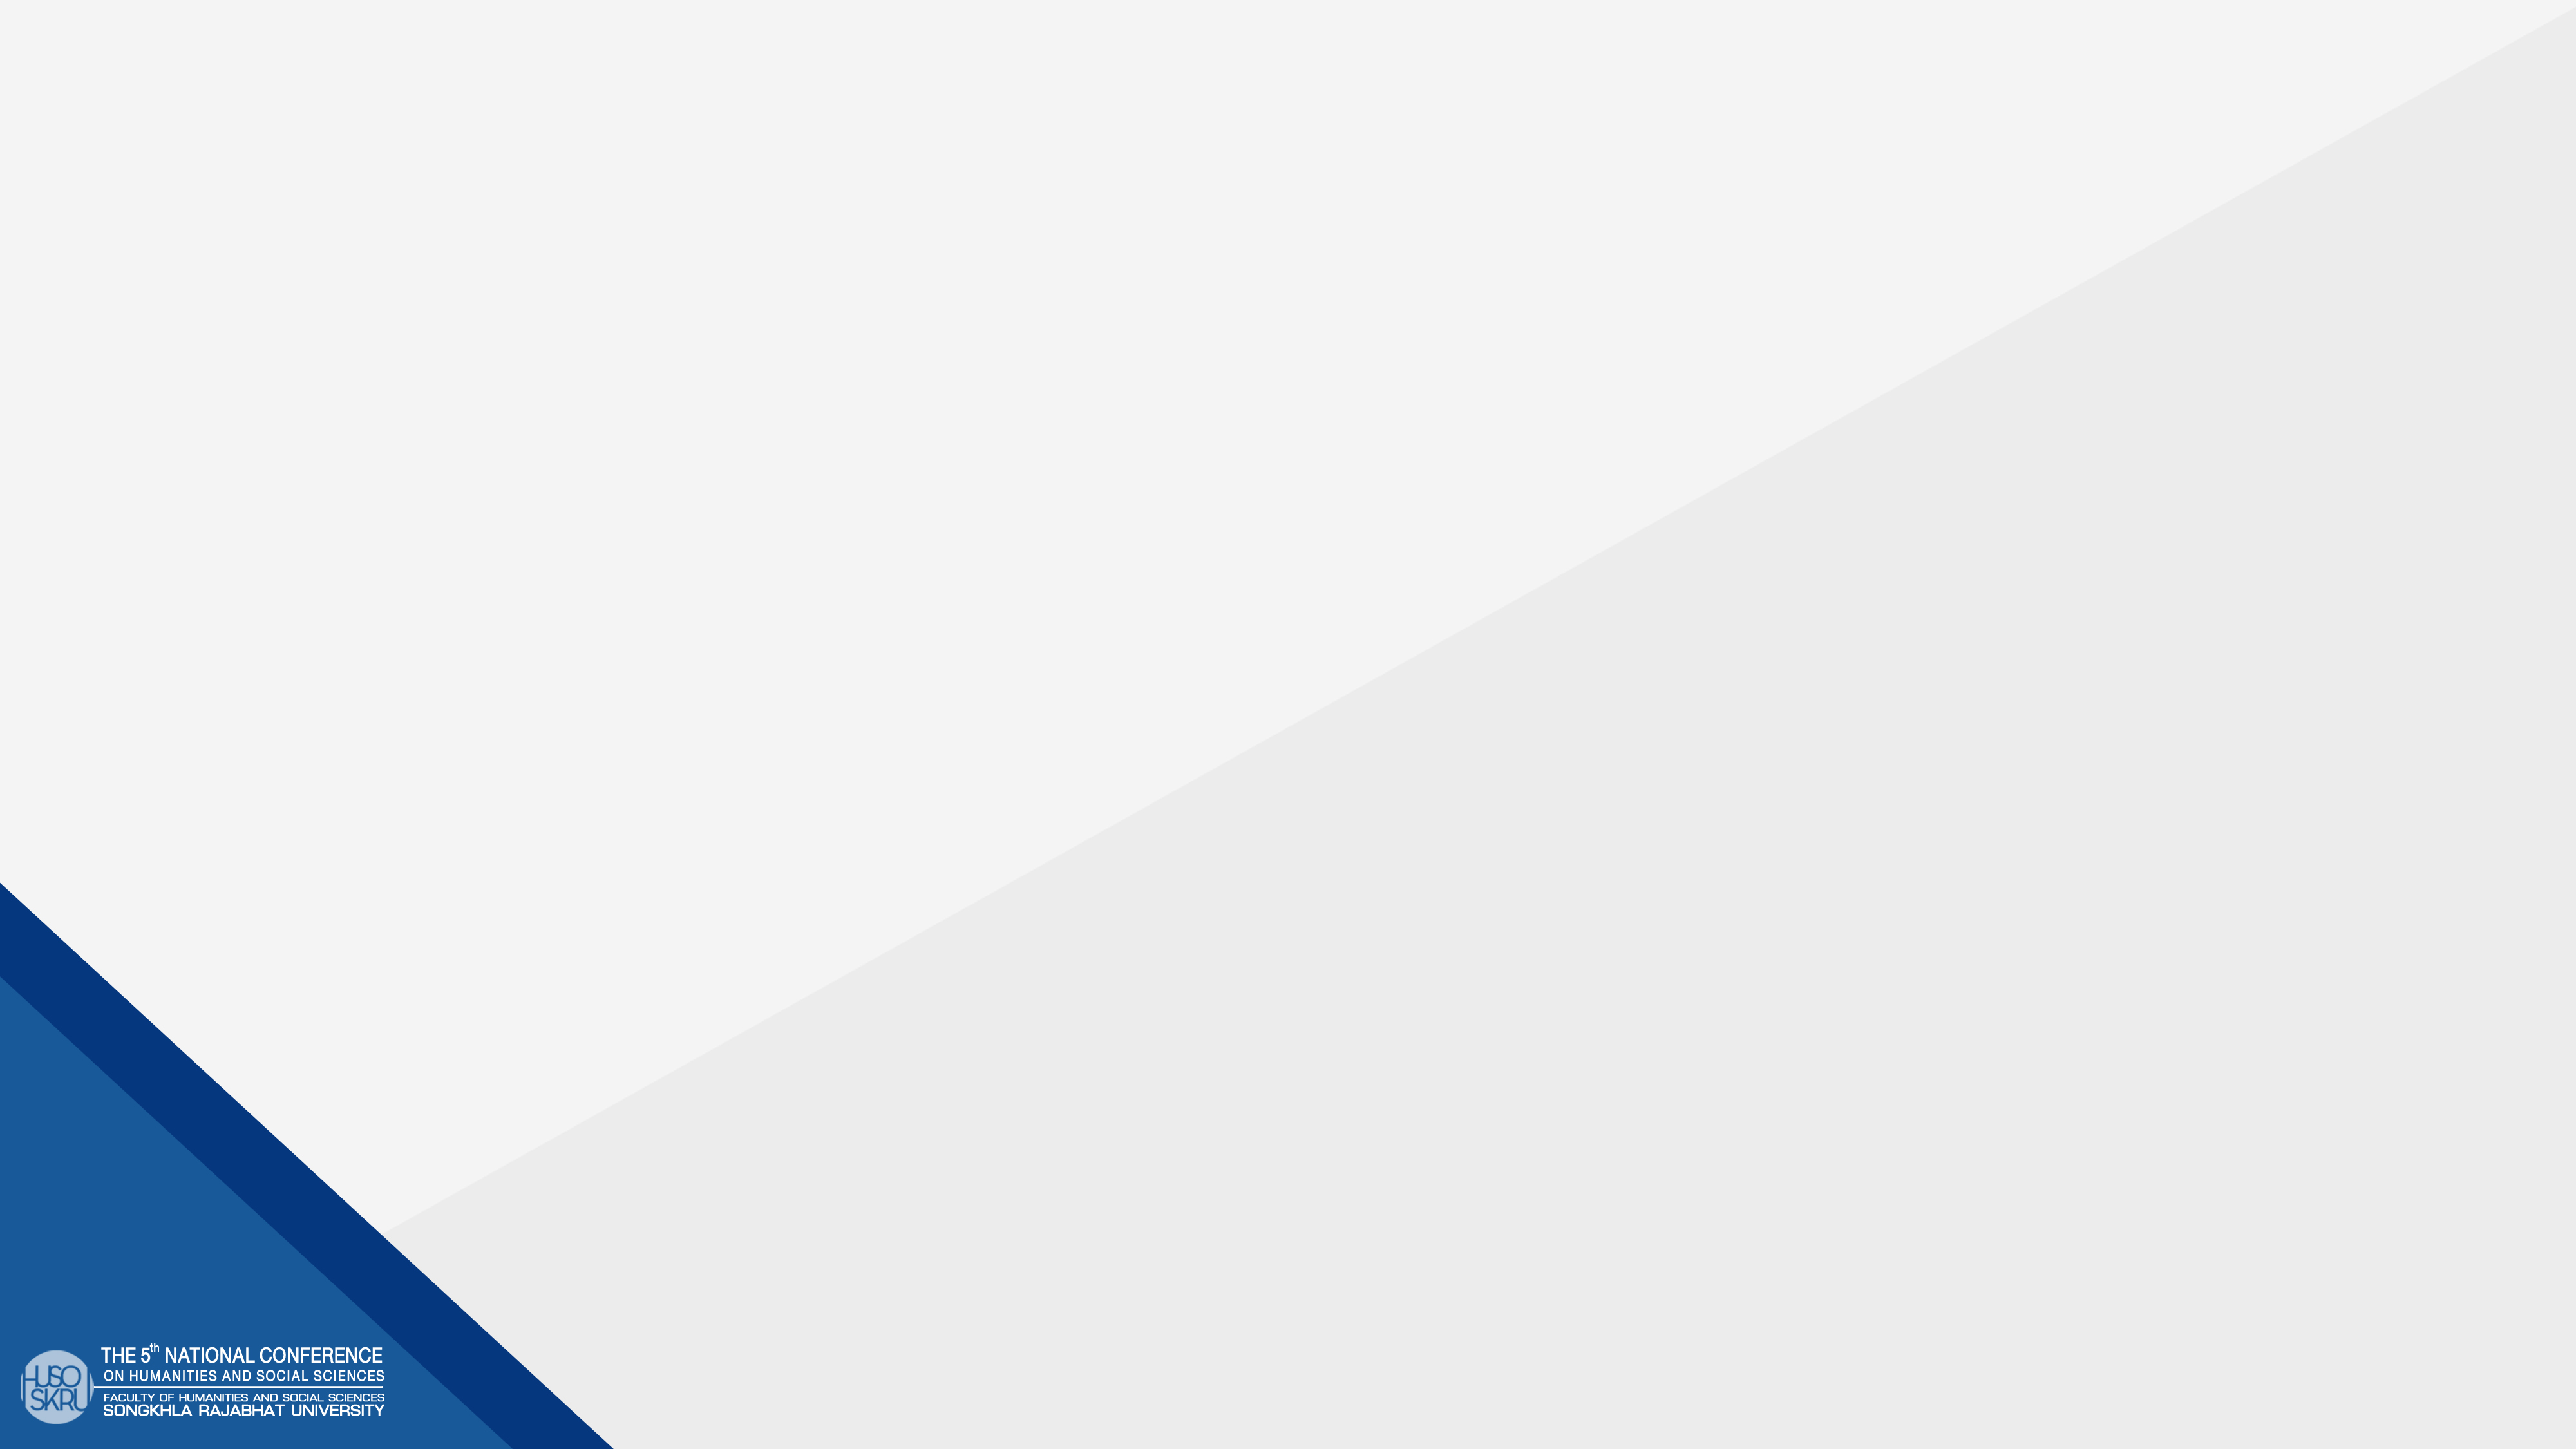 HUSO
SKRU
THE 5th NATIONAL CONFERENCE
ON HUMANITIES AND SOCIAL SCIENCES
FACULTY OF HUMANITIES AND SOCIAL SCIENCES
SONGKHLA RAJABHAT UNIVERSITY